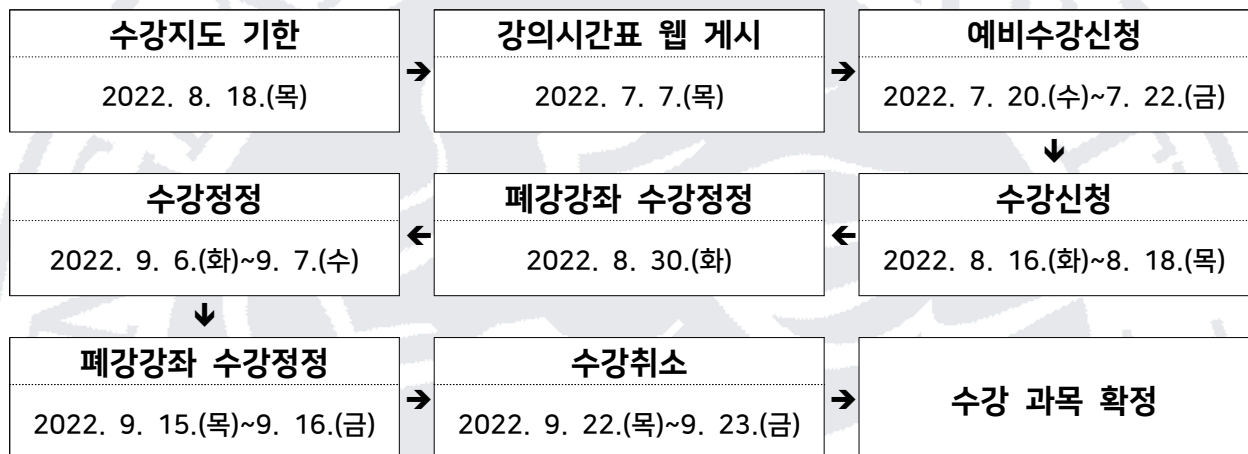 수강지도 기한
2022. 8. 18.(목)
➔
강의시간표 웹 게시
2022. 7. 7.(목)
➔
예비수강신청
2022. 7. 20.(수)~7. 22.(금)
🡻
수강신청
2022. 8. 16.(화)~8. 18.(목)
🡸
폐강강좌 수강정정
2022. 8. 30.(화)
🡸
수강정정
2022. 9. 6.(화)~9. 7.(수)
🡻
폐강강좌 수강정정
2022. 9. 15.(목)~9. 16.(금)
➔
수강취소
2022. 9. 22.(목)~9. 23.(금)
➔
수강 과목 확정